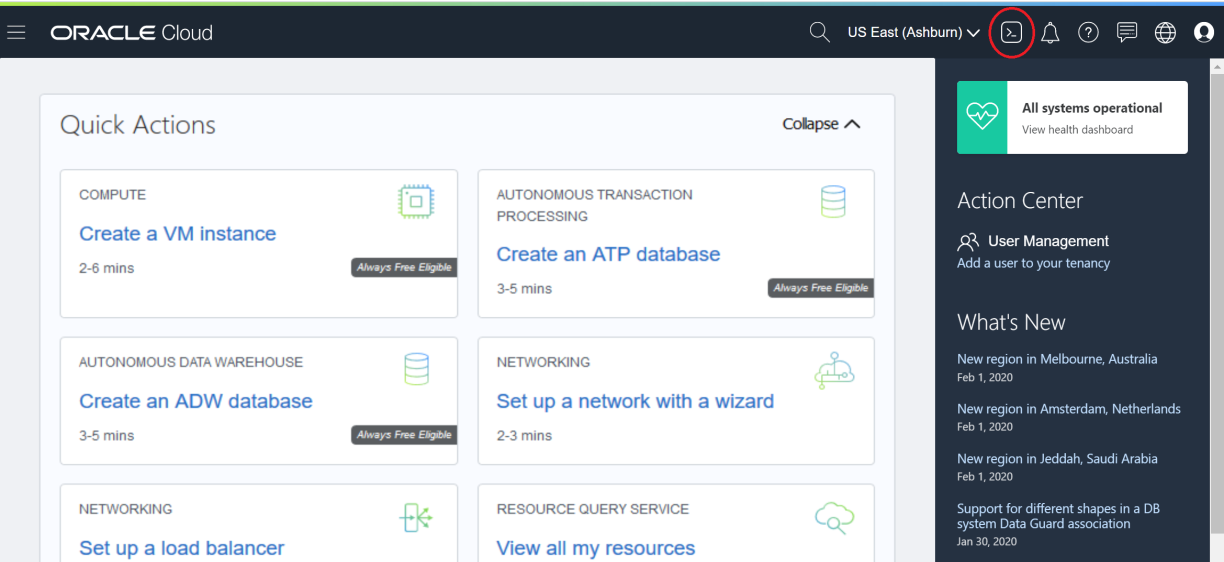 ORACLE Cloud
US East (Ashburn)
Quick Actions
Collapse
COMPUTE
Create a VM instance
2-6 mins
Always Free Eligible
AUTONOMOUS TRANSACTION
PROCESSING
Create an ATP database
3-5 mins
Always Free Eligible
AUTONOMOUS DATA WAREHOUSE
Create an ADW database
3-5 mins
Always Free Eligible
NETWORKING
Set up a network with a wizard
2-3 mins
NETWORKING
Set up a load balancer
RESOURCE QUERY SERVICE
View all my resources
All systems operational
View health dashboard
Action Center
User Management
Add a user to your tenancy
What's New
New region in Melbourne, Australia
Feb 1, 2020
New region in Amsterdam, Netherlands
Feb 1, 2020
New region in Jeddah, Saudi Arabia
Feb 1, 2020
Support for different shapes in a DB
system Data Guard association
Jan 30, 2020